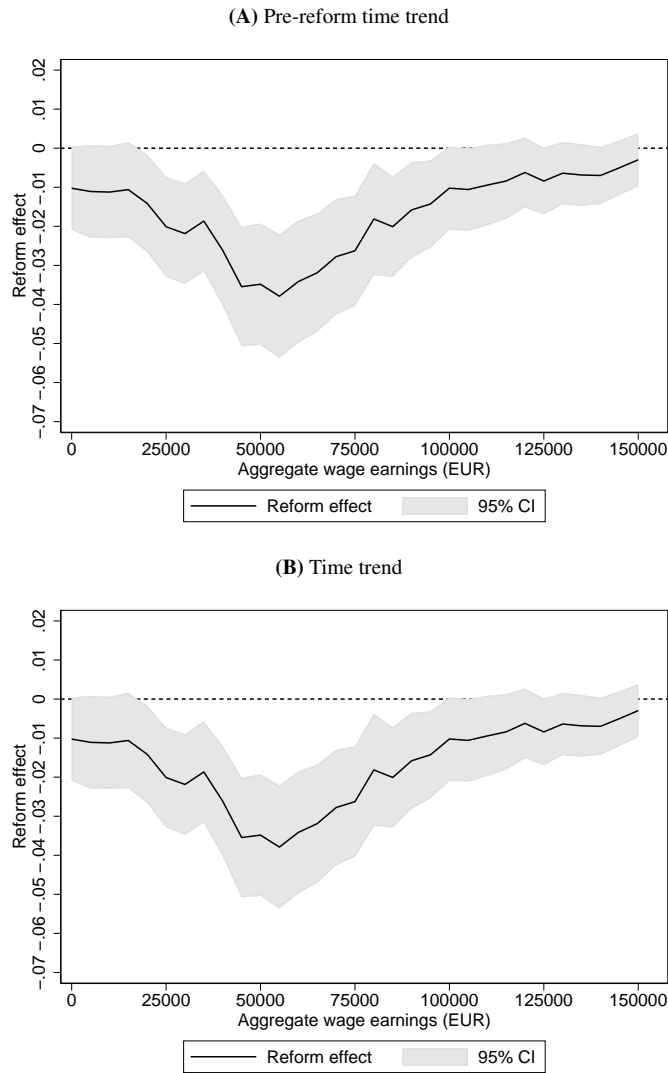 (A) Pre-reform time trend
.02
.01
0
-.01
-.02
-.03
-.04
-.05
-.06
-.07
Reform effect
0 25000 50000 75000 100000 125000 150000
Aggregate wage earnings (EUR)
Reform effect 95% CI
(B) Time trend
.02
.01
0
-.01
-.02
-.03
-.04
-.05
-.06
-.07
Reform effect
0 25000 50000 75000 100000 125000 150000
Aggregate wage earnings (EUR)
Reform effect 95% CI